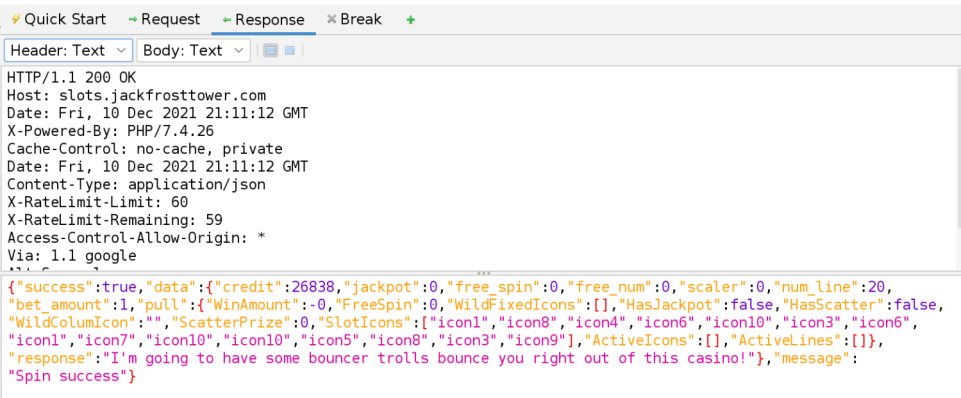 Quick Start Request Response Break +
Header: Text Body: Text
HTTP/1.1 200 OK
Host: slots.jackfrosttower.com
Date: Fri, 10 Dec 2021 21:11:12 GMT
X-Powered-By: PHP/7.4.26
Cache-Control: no-cache, private
Date: Fri, 10 Dec 2021 21:11:12 GMT
Content-Type: application/json
X-RateLimit-Limit: 60
X-RateLimit-Remaining: 59
Access-Control-Allow-Origin: *
Via: 1.1 google
{"success":true,"data":{"credit":26838,"jackpot":0,"free_spin":0,"free_num":0,"scaler":0,"num_line":20,
"bet_amount":1,"pull":{"WinAmount":-0,"FreeSpin":0,"WildFixedIcons":[],"HasJackpot":false,"HasScatter":false,
"WildColumIcon":"","ScatterPrize":0,"SlotIcons":["icon1","icon8","icon4","icon6","icon10","icon3","icon6",
"icon1","icon7","icon10","icon10","icon5","icon8","icon3","icon9"],"ActiveIcons":[],"ActiveLines":[]},
"response":"I'm going to have some bouncer trolls bounce you right out of this casino!"},"message":
"Spin success"}